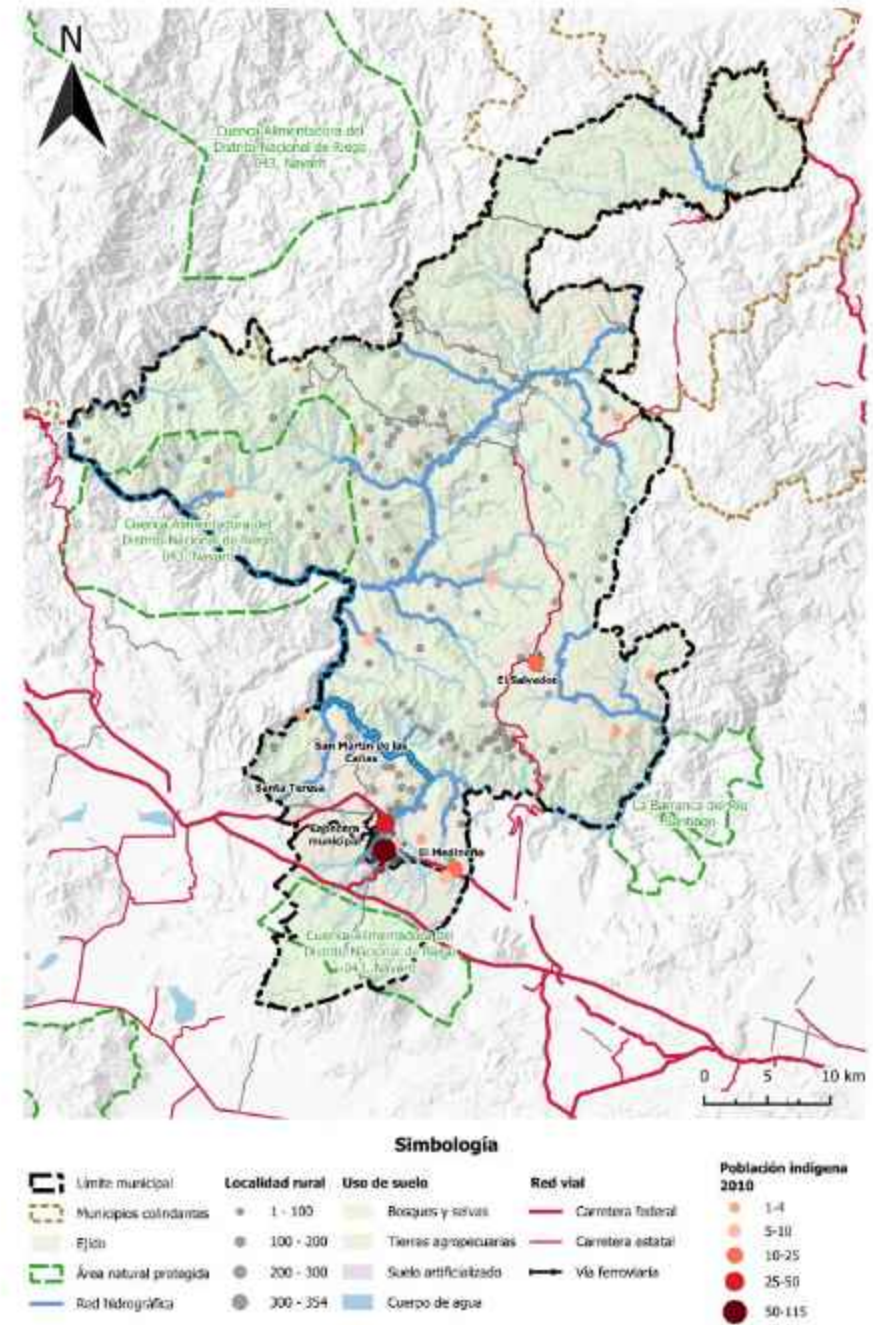 N
Cuenca Alimentadora del
Distrito Nacional de Riego
043, Nayarit
Cuenca Alimentadora del
Distrito Nacional de Riego
043, Nayarit
El Salvador
San Martín de las
Cañas
Santa Teresa
La Barranca del Río
Santiago
Cabecera
municipal
El Medineño
Cuenca Alimentadora del
Distrito Nacional de Riego
043, Nayarit
0 5 10 km
Simbología
Límite municipal
Municipios colindantes
Ejido
Área natural protegida
Red hidrográfica
Localidad rural
1 - 100
100 - 200
200 - 300
300 - 354
Uso de suelo
Bosques y selvas
Tierras agropecuarias
Suelo artificializado
Cuerpo de agua
Red vial
Carretera federal
Carretera estatal
Vía ferroviaria
Población indígena
2010
1-4
5-10
10-25
25-50
50-115